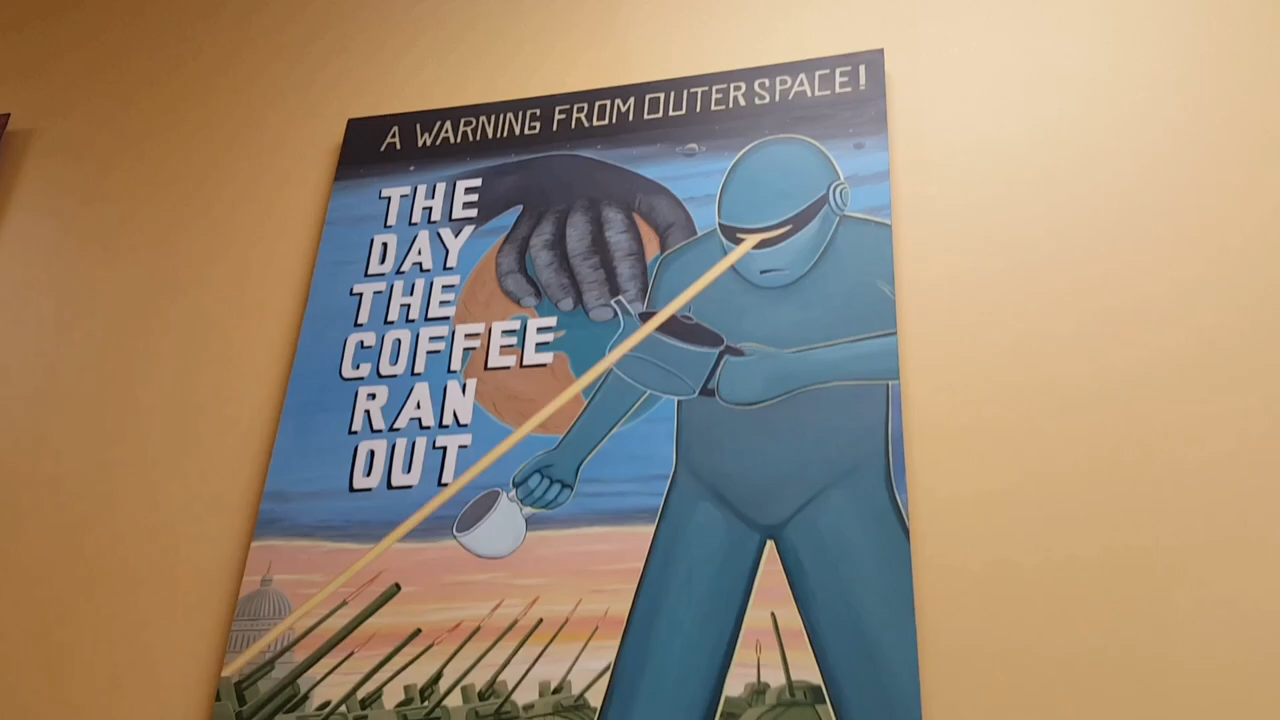 A WARNING FROM OUTER SPACE!
THE
DAY
THE
COFFEE
RAN
OUT